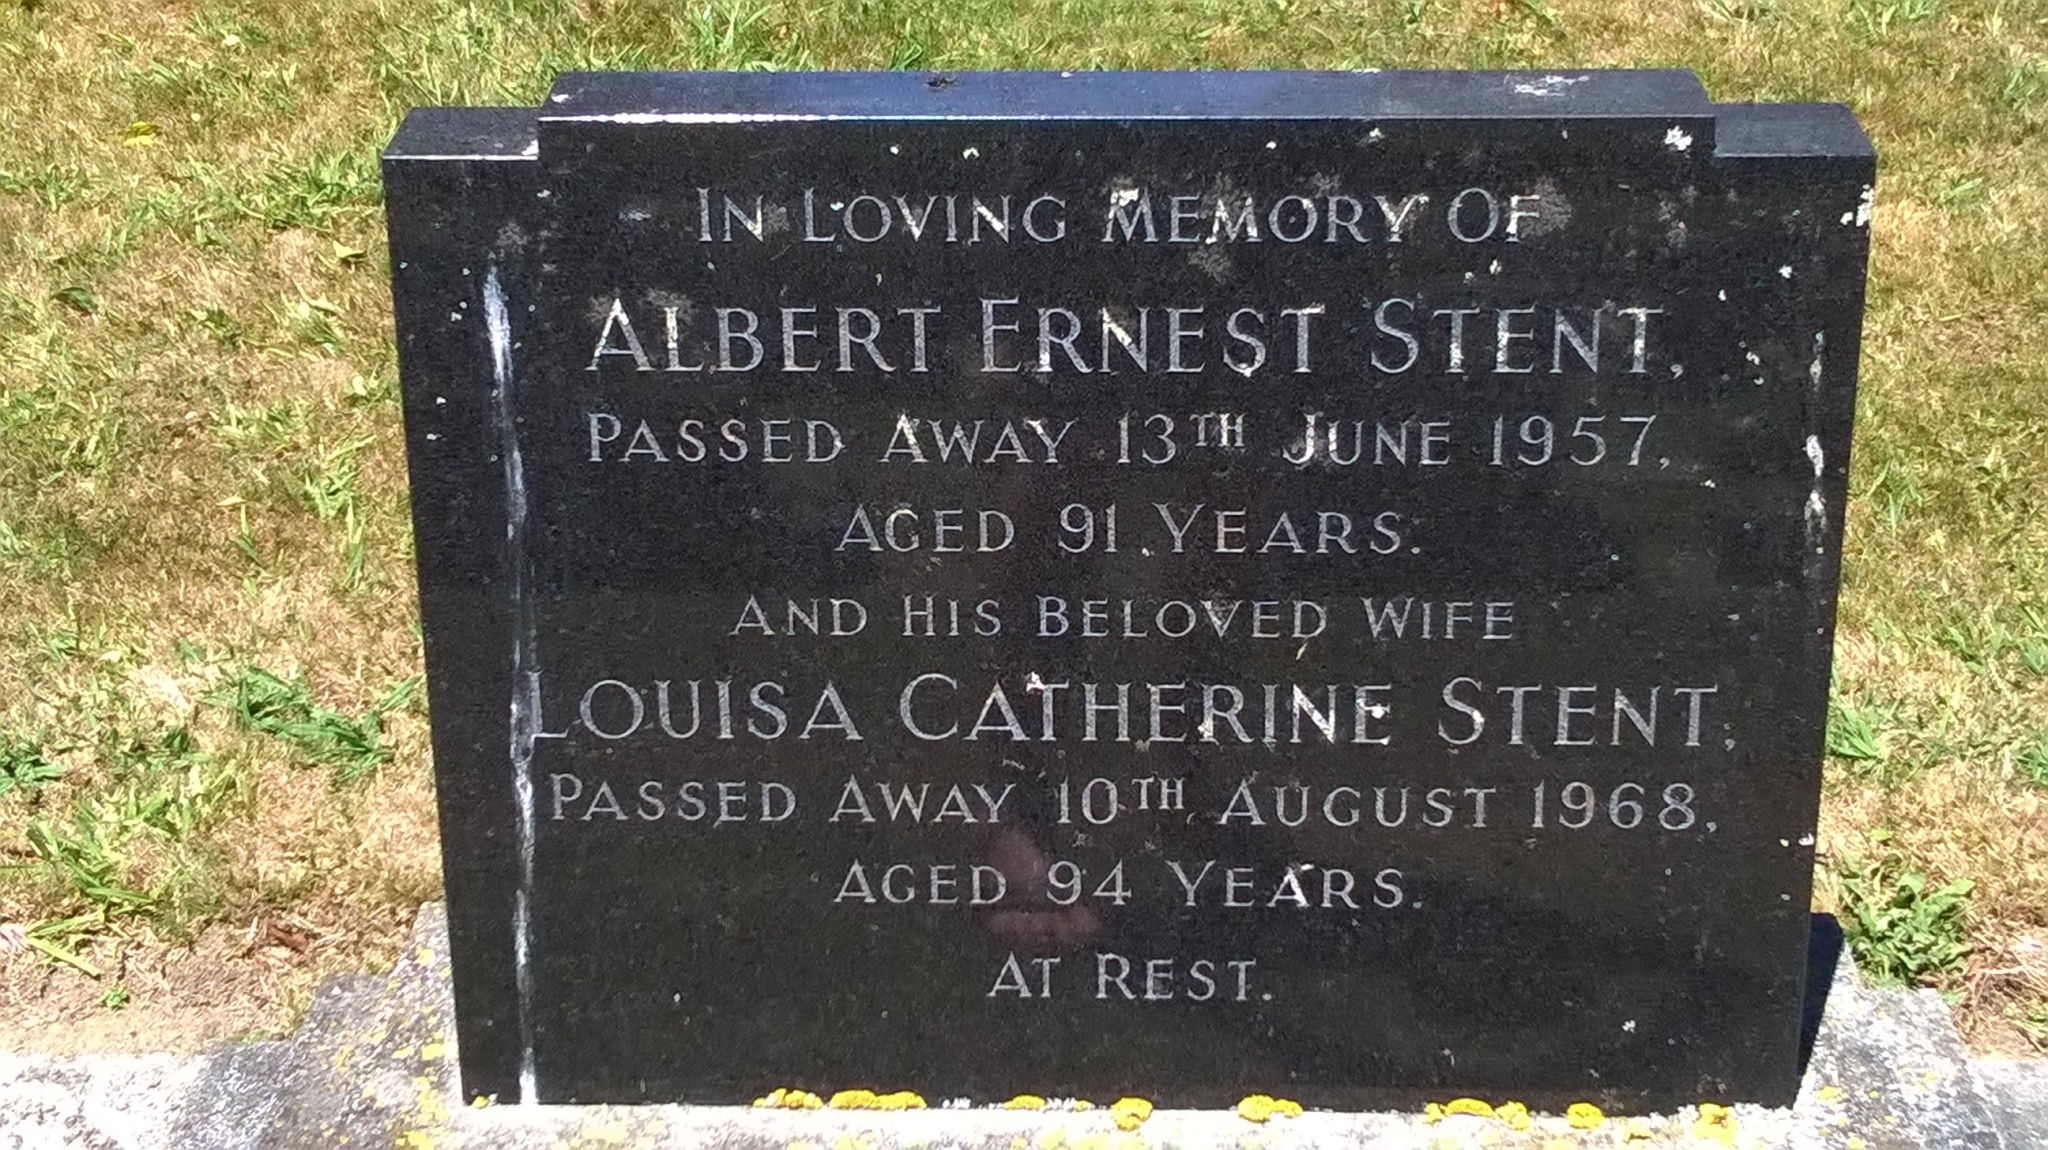 In Loving Memory Of
Albert Ernest Stent,
Passed Away 13th June 1957,
Aged 91 Years.
And His Beloved Wife
Louisa Catherine Stent,
Passed Away 10th August 1968,
Aged 94 Years.
At Rest.